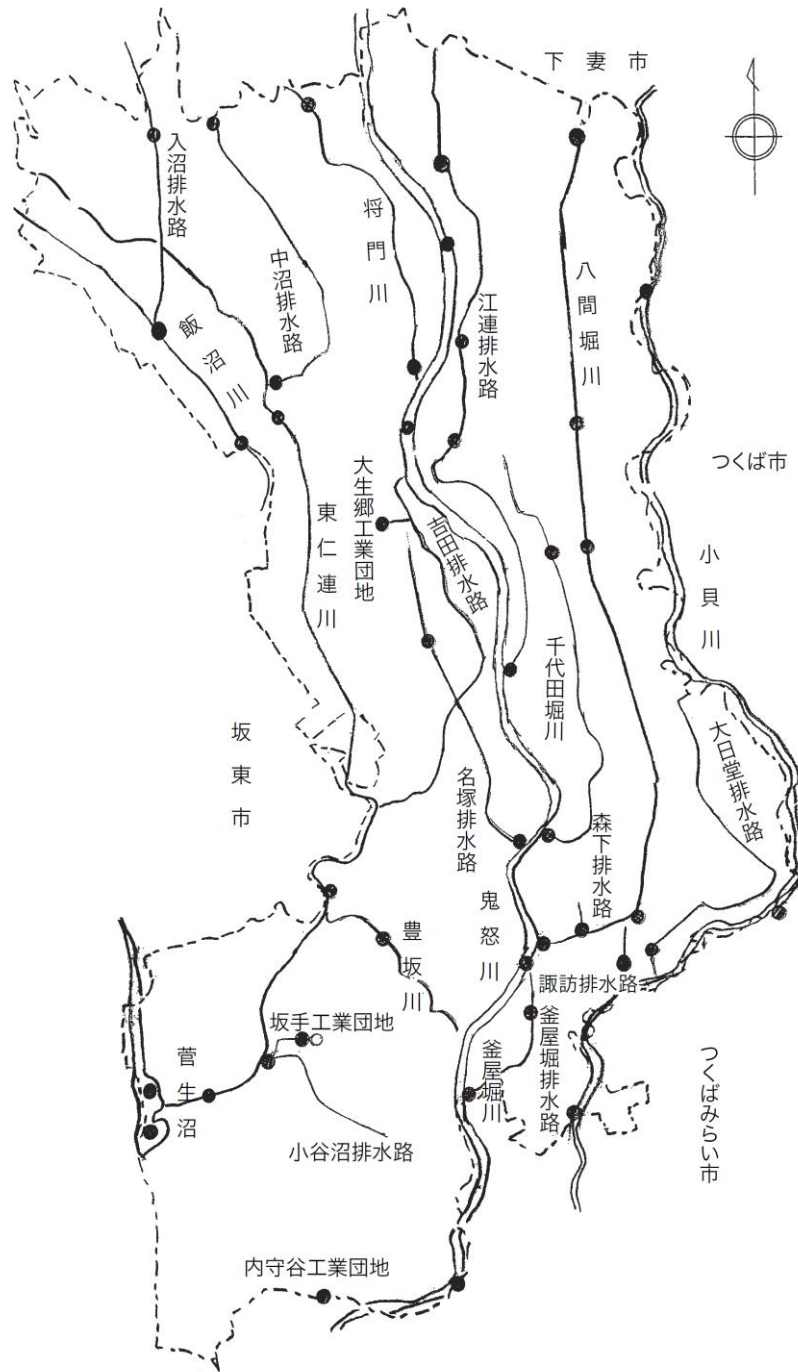 下妻市
入沼排水路
将門川
中沼排水路
江連排水路
八間堀川
飯沼川
つくば市
大生郷工業団地
吉田排水路
東仁連川
小貝川
千代田堀川
大日堂排水路
坂東市
名塚排水路
森下排水路
鬼怒川
豊坂川
諏訪排水路
坂手工業団地
釜屋堀排水路
釜屋堀川
菅生沼
つくばみらい市
小谷沼排水路
内守谷工業団地